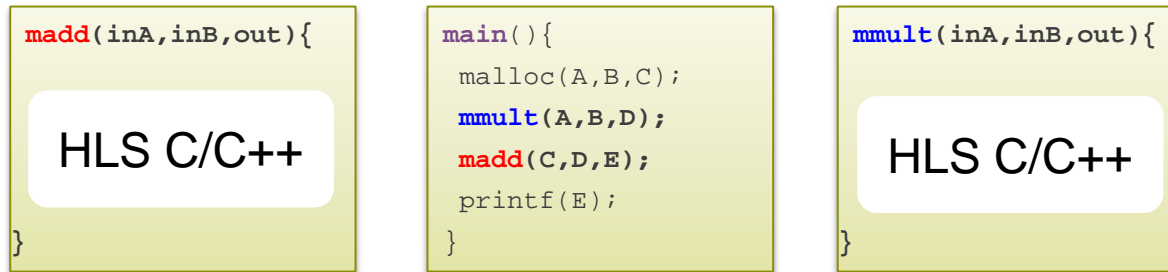 madd(inA,inB,out){
HLS C/C++
}
main(){
malloc(A,B,C);
mmult(A,B,D);
madd(C,D,E);
printf(E);
}
mmult(inA,inB,out){
HLS C/C++
}